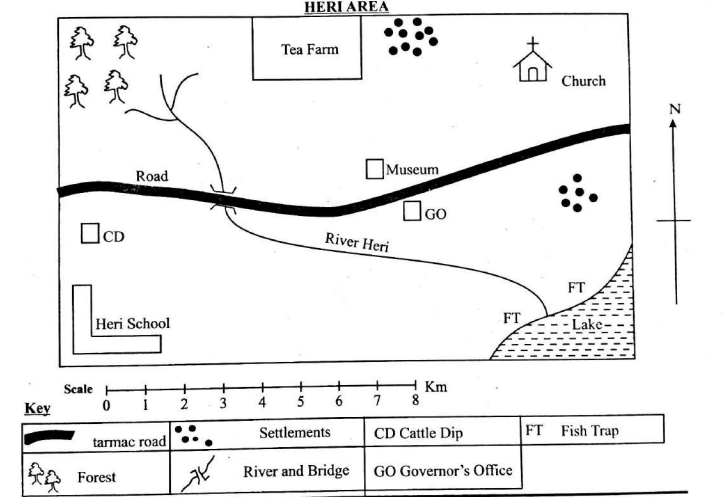 HERI AREA
Tea Farm
Church
N
Museum
Road
GO
CD
River Heri
FT
FT
Heri School
Lake
Scale
Km
0 1 2 3 4 5 6 7 8
Key
tarmac road
Settlements
CD Cattle Dip
FT Fish Trap
Forest
River and Bridge
GO Governor's Office